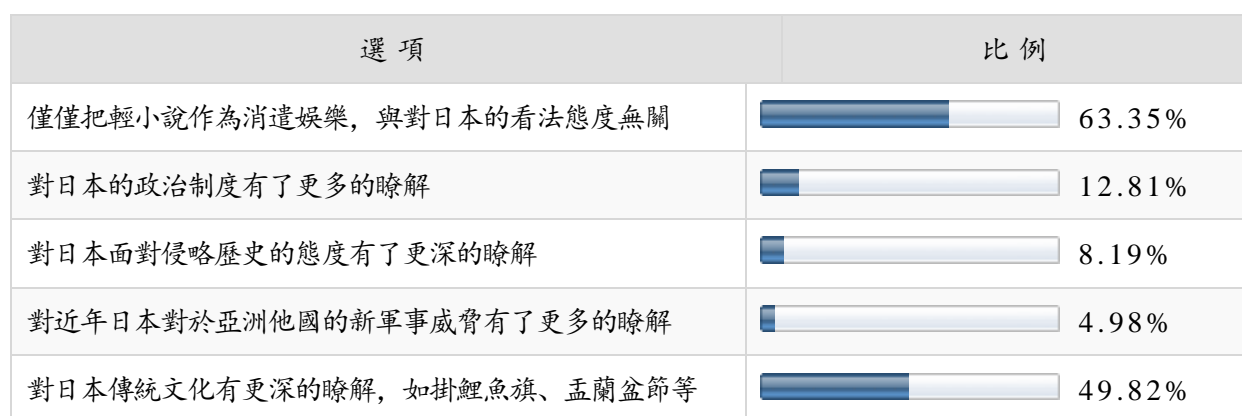 選項 比例
僅僅把輕小說作為消遣娛樂，與對日本的看法態度無關 63.35%
對日本的政治制度有了更多的瞭解 12.81%
對日本面對侵略歷史的態度有了更深的瞭解 8.19%
對近年日本對於亞洲他國的新軍事威脅有了更多的瞭解 4.98%
對日本傳統文化有更深的瞭解，如掛鯉魚旗、盂蘭盆節等 49.82%